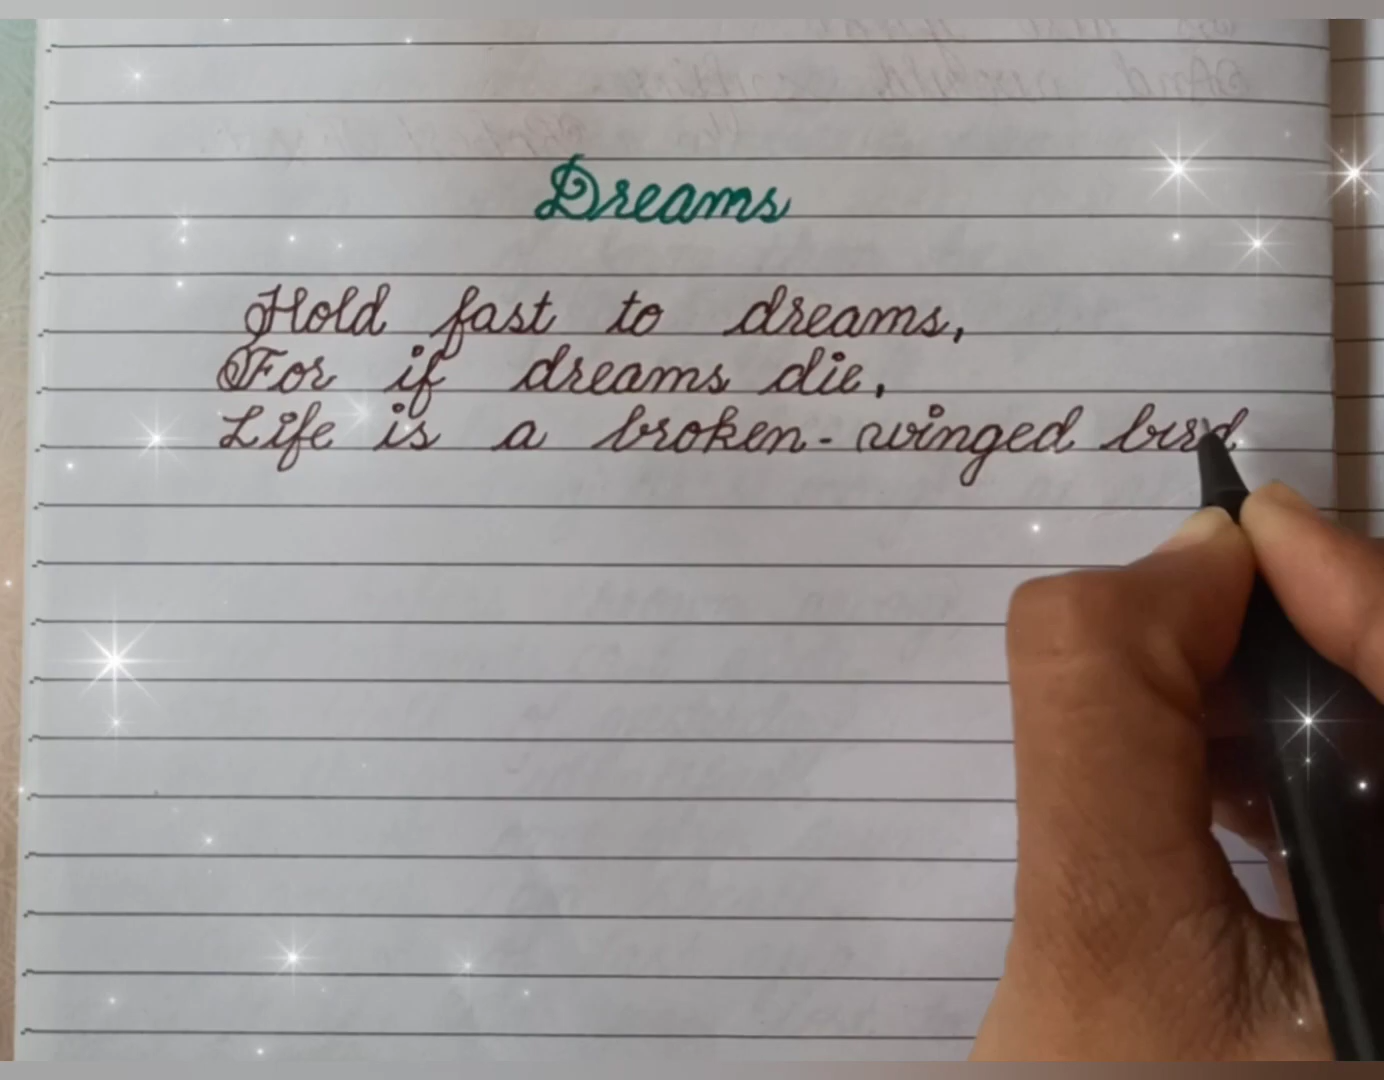 Dreams
Hold fast to dreams,
For if dreams die,
Life is a broken-winged bird